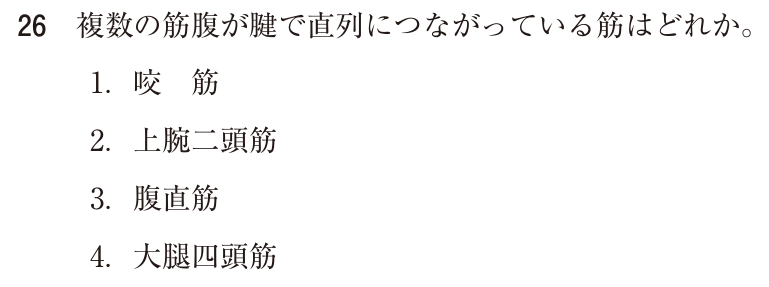 26　複数の筋腹が腱で直列につながっている筋はどれか。
1.　咬　筋
2.　上腕二頭筋
3.　腹直筋
4.　大腿四頭筋